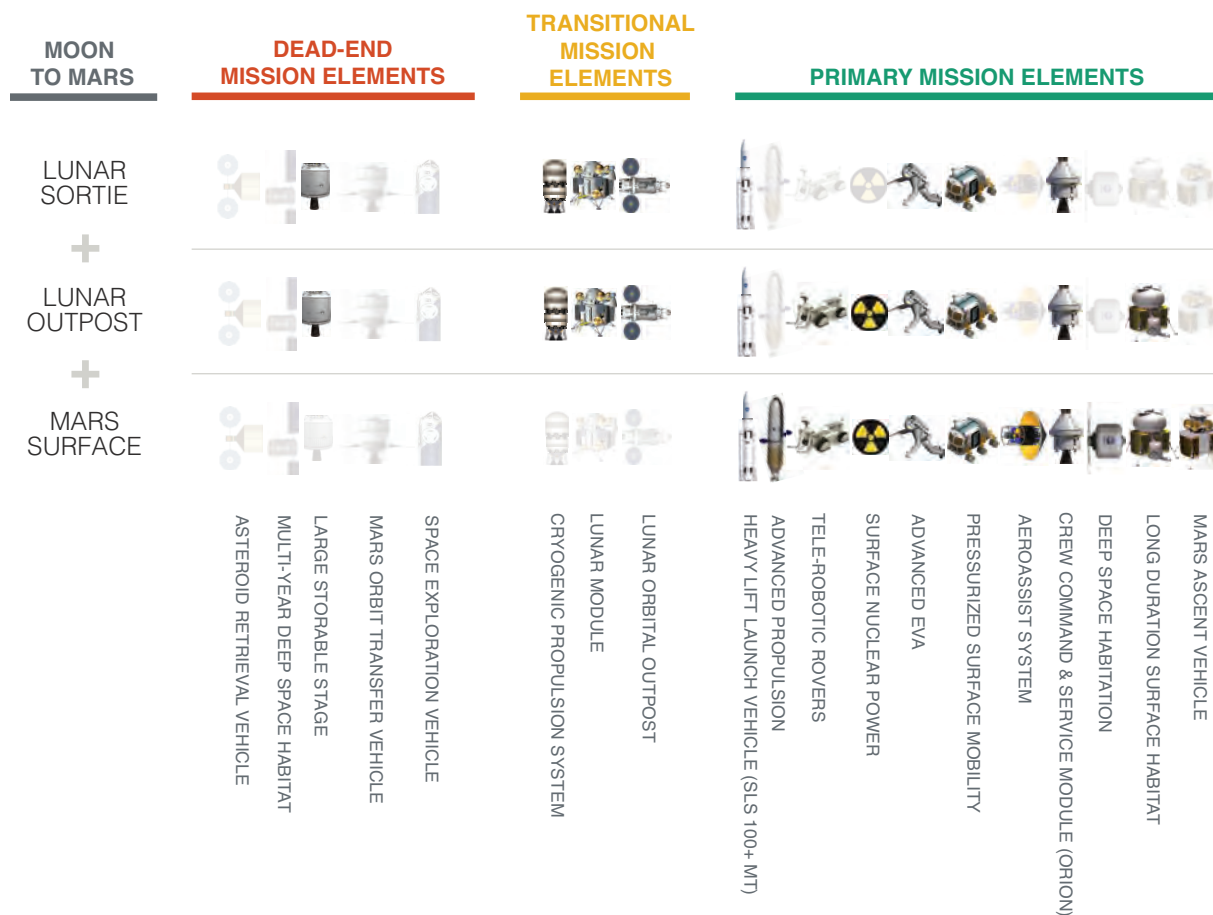 MOON
TO MARS
DEAD-END
MISSION ELEMENTS
TRANSITIONAL
MISSION
ELEMENTS
PRIMARY MISSION ELEMENTS
LUNAR
SORTIE
+
LUNAR
OUTPOST
+
MARS
SURFACE
ASTEROID RETRIEVAL VEHICLE
MULTI-YEAR DEEP SPACE HABITAT
LARGE STORABLE STAGE
MARS ORBIT TRANSFER VEHICLE
SPACE EXPLORATION VEHICLE
CRYOGENIC PROPULSION SYSTEM
LUNAR MODULE
LUNAR ORBITAL OUTPOST
HEAVY LIFT LAUNCH VEHICLE (SLS 100+ MT)
ADVANCED PROPULSION
TELE-ROBOTIC ROVERS
SURFACE NUCLEAR POWER
ADVANCED EVA
PRESSURIZED SURFACE MOBILITY
AEROASSIST SYSTEM
CREW COMMAND & SERVICE MODULE (ORION)
DEEP SPACE HABITATION
LONG DURATION SURFACE HABITAT
MARS ASCENT VEHICLE